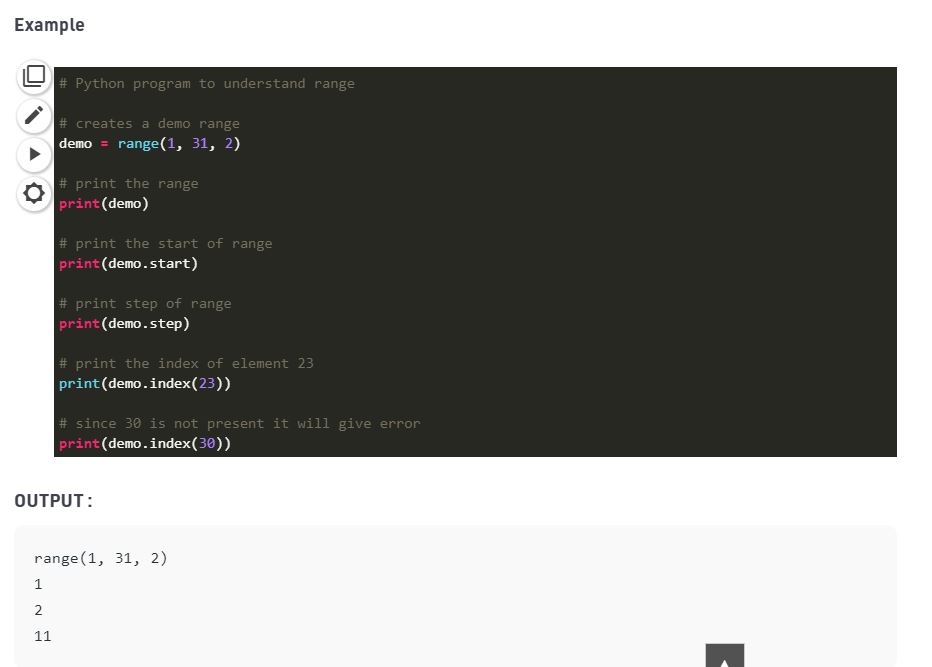 Example
# Python program to understand range
# creates a demo range
demo = range(1, 31, 2)
# print the range
print(demo)
# print the start of range
print(demo.start)
# print step of range
print(demo.step)
# print the index of element 23
print(demo.index(23))
# since 30 is not present it will give error
print(demo.index(30))
OUTPUT:
range(1, 31, 2)
1
2
11